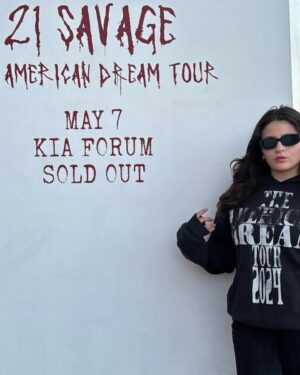 21 SAVAGE
AMERICAN DREAM TOUR
MAY 7
KIA FORUM
SOLD OUT
THE
AMERICAN
DREAM
TOUR
2024